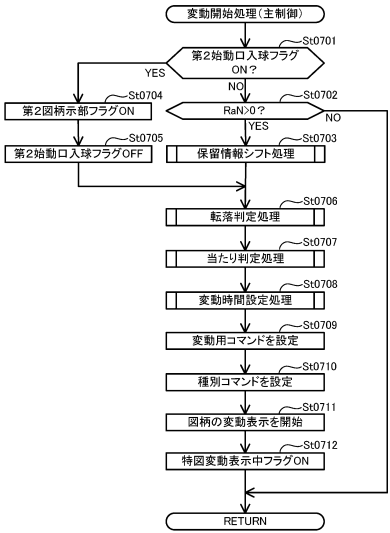 変動開始処理(主制御)
St0701
第2始動口入球フラグ
ON？
YES
NO
St0704
第2図柄示部フラグON
St0702
RaN>0？
NO
YES
St0705
第2始動口入球フラグOFF
St0703
保留情報シフト処理
St0706
転落判定処理
St0707
当たり判定処理
St0708
変動時間設定処理
St0709
変動用コマンドを設定
St0710
種別コマンドを設定
St0711
図柄の変動表示を開始
St0712
特図変動表示中フラグON
RETURN